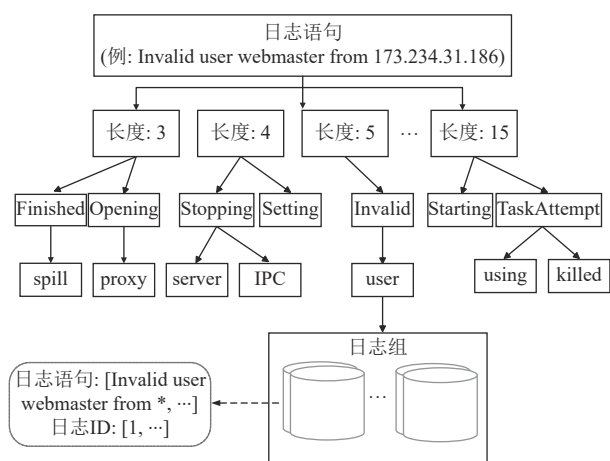 日志语句
(例: Invalid user webmaster from 173.234.31.186)
长度: 3
长度: 4
长度: 5
···
长度: 15
Finished
Opening
Stopping
Setting
Invalid
Starting
TaskAttempt
spill
proxy
server
IPC
user
using
killed
日志组
···
日志语句: [Invalid user
webmaster from *, ···]
日志ID: [1, ···]